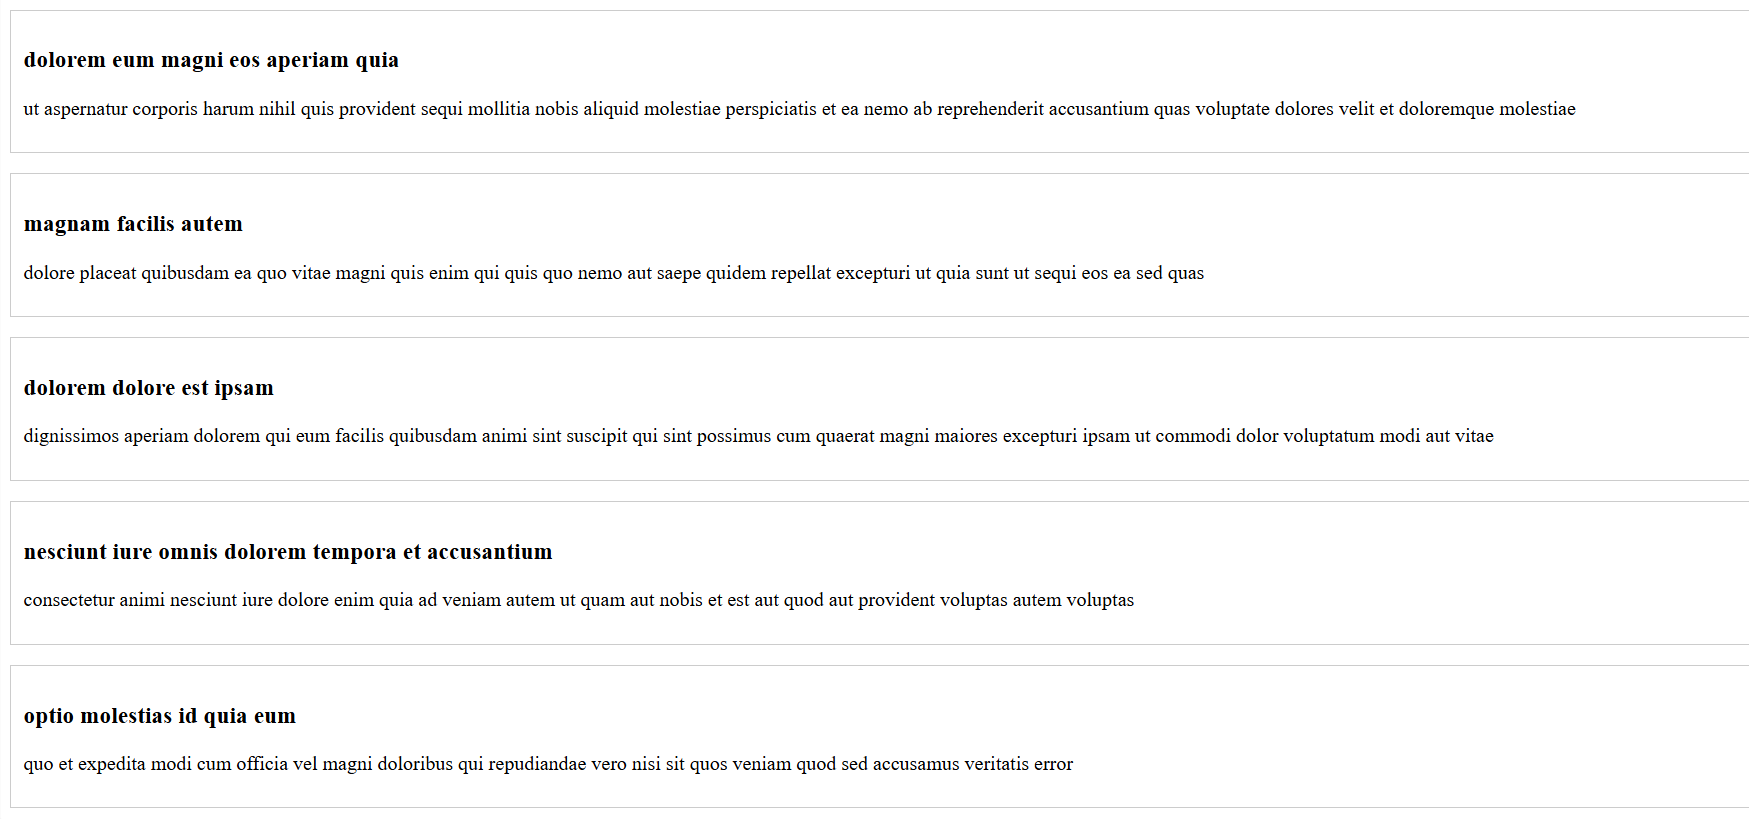 dolorem eum magni eos aperiam quia
ut aspernatur corporis harum nihil quis provident sequi mollitia nobis aliquid molestiae perspiciatis et ea nemo ab reprehenderit accusantium quas voluptate dolores velit et doloremque molestiae
magnam facilis autem
dolore placeat quibusdam ea quo vitae magni quis enim qui quis quo nemo aut saepe quidem repellat excepturi ut quia sunt ut sequi eos ea sed quas
dolorem dolore est ipsam
dignissimos aperiam dolorem qui eum facilis quibusdam animi sint suscipit qui sint possimus cum quaerat magni maiores excepturi ipsam ut commodi dolor voluptatum modi aut vitae
nesciunt iure omnis dolorem tempora et accusantium
consectetur animi nesciunt iure dolore enim quia ad veniam autem ut quam aut nobis et est aut quod aut provident voluptas autem voluptas
optio molestias id quia eum
quo et expedita modi cum officia vel magni doloribus qui repudiandae vero nisi sit quos veniam quod sed accusamus veritatis error